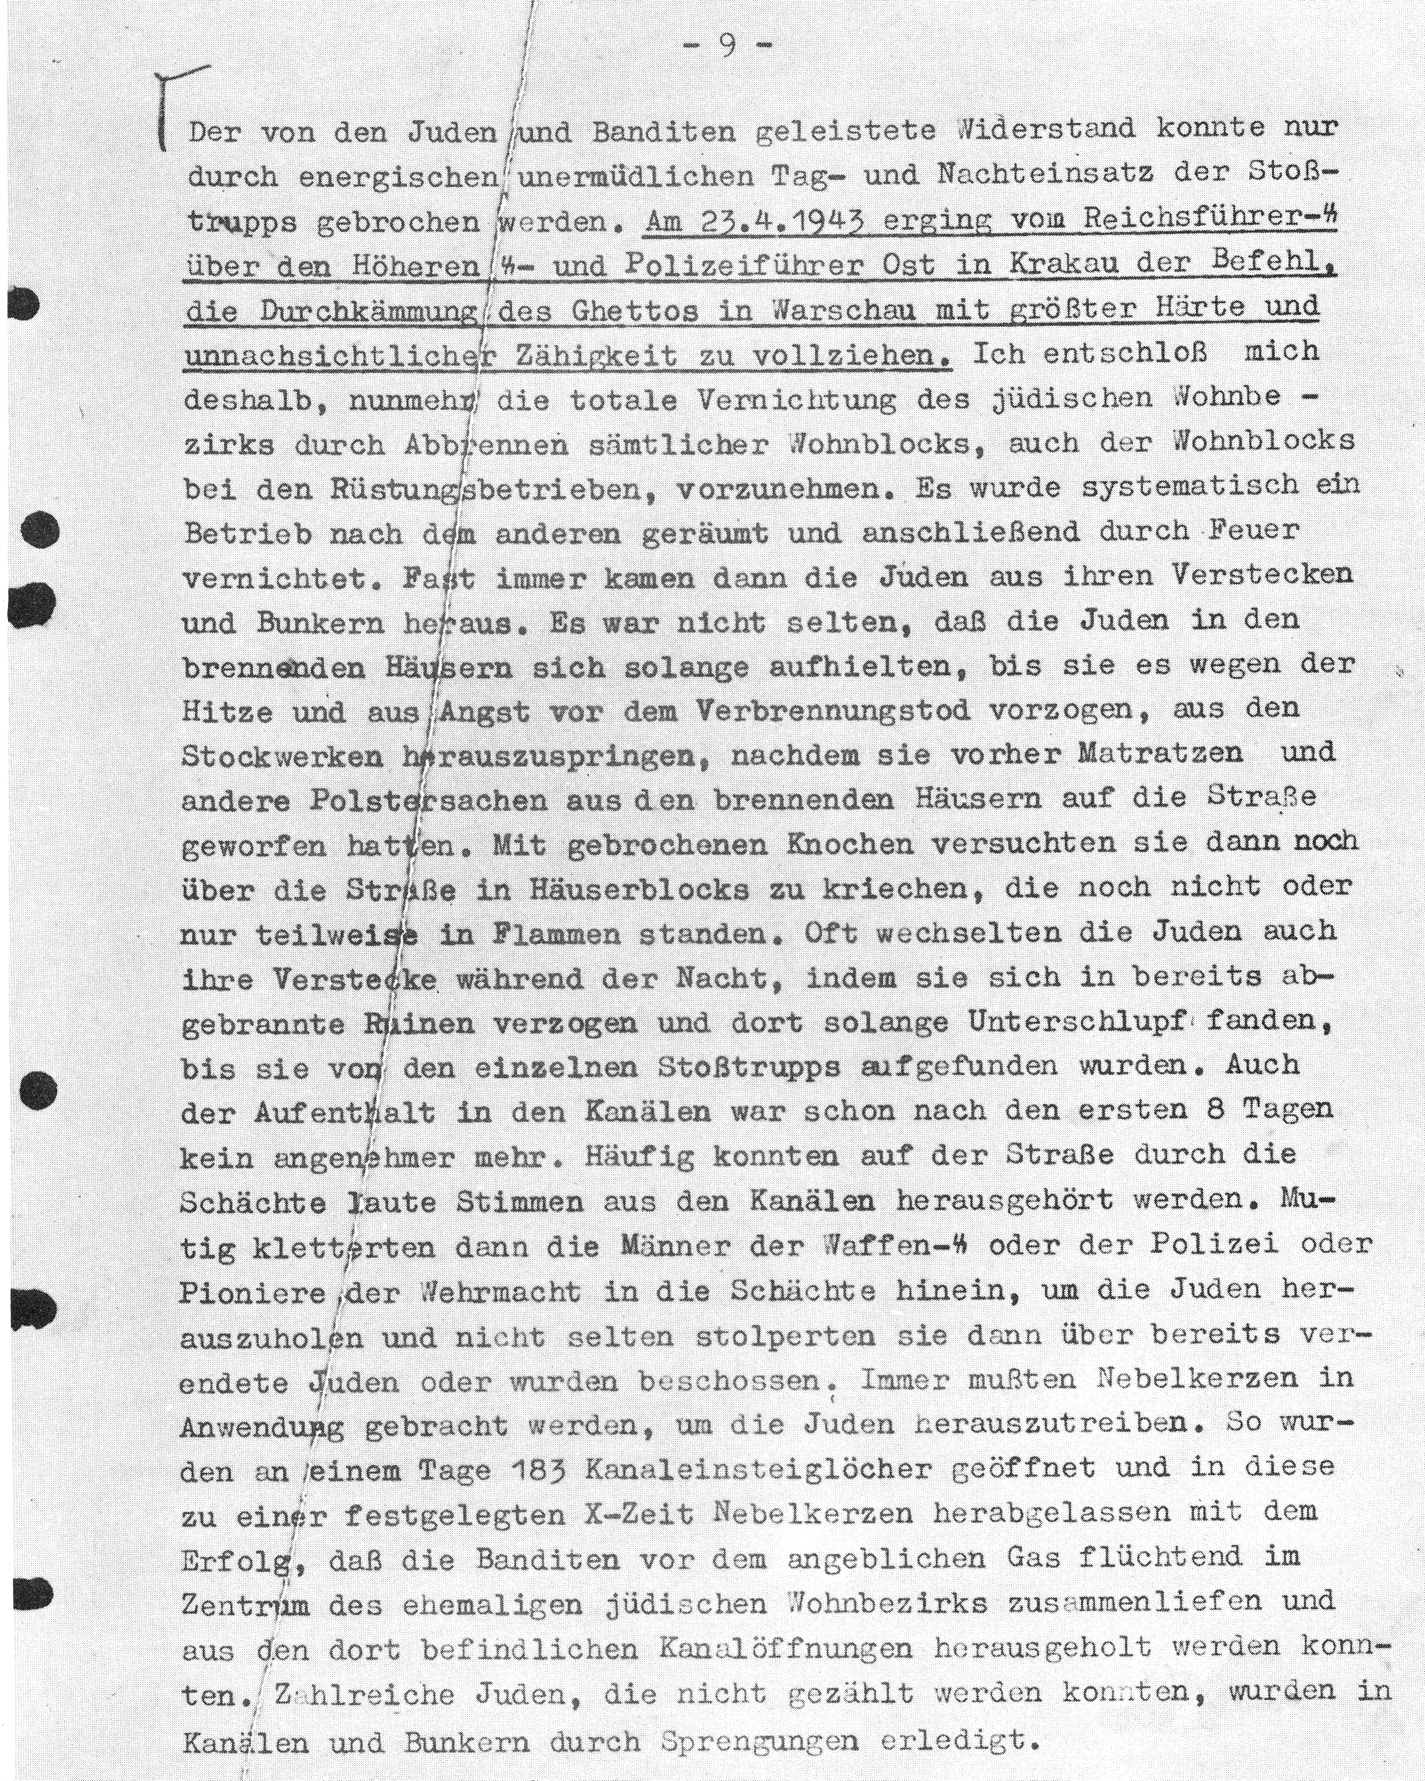 - 9 -
Der von den Juden und Banditen geleistete Widerstand konnte nur
durch energischen unermüdlichen Tag- und Nachteinsatz der Stoß-
trupps gebrochen werden. Am 23.4.1943 erging vom Reichsführer-ᛋᛋ
über den Höheren ᛋᛋ- und Polizeiführer Ost in Krakau der Befehl,
die Durchkämmung des Ghettos in Warschau mit größter Härte und
unnachsichtlicher Zähigkeit zu vollziehen. Ich entschloß mich
deshalb, nunmehr die totale Vernichtung des jüdischen Wohnbe -
zirks durch Abbrennen sämtlicher Wohnblocks, auch der Wohnblocks
bei den Rüstungsbetrieben, vorzunehmen. Es wurde systematisch ein
Betrieb nach dem anderen geräumt und anschließend durch Feuer
vernichtet. Fast immer kamen dann die Juden aus ihren Verstecken
und Bunkern heraus. Es war nicht selten, daß die Juden in den
brennenden Häusern sich solange aufhielten, bis sie es wegen der
Hitze und aus Angst vor dem Verbrennungstod vorzogen, aus den
Stockwerken herauszuspringen, nachdem sie vorher Matratzen und
andere Polstersachen aus den brennenden Häusern auf die Straße
geworfen hatten. Mit gebrochenen Knochen versuchten sie dann noch
über die Straße in Häuserblocks zu kriechen, die noch nicht oder
nur teilweise in Flammen standen. Oft wechselten die Juden auch
ihre Verstecke während der Nacht, indem sie sich in bereits ab-
gebrannte Ruinen verzogen und dort solange Unterschlupf fanden,
bis sie von den einzelnen Stoßtrupps aufgefunden wurden. Auch
der Aufenthalt in den Kanälen war schon nach den ersten 8 Tagen
kein angenehmer mehr. Häufig konnten auf der Straße durch die
Schächte laute Stimmen aus den Kanälen herausgehört werden. Mu-
tig kletterten dann die Männer der Waffen-ᛋᛋ oder der Polizei oder
Pioniere der Wehrmacht in die Schächte hinein, um die Juden her-
auszuholen und nicht selten stolperten sie dann über bereits ver-
endete Juden oder wurden beschossen. Immer mußten Nebelkerzen in
Anwendung gebracht werden, um die Juden herauszutreiben. So wur-
den an einem Tage 183 Kanaleinsteiglöcher geöffnet und in diese
zu einer festgelegten X-Zeit Nebelkerzen herabgelassen mit dem
Erfolg, daß die Banditen vor dem angeblichen Gas flüchtend im
Zentrum des ehemaligen jüdischen Wohnbezirks zusammenliefen und
aus den dort befindlichen Kanalöffnungen herausgeholt werden konn-
ten. Zahlreiche Juden, die nicht gezählt werden konnten, wurden in
Kanälen und Bunkern durch Sprengungen erledigt.